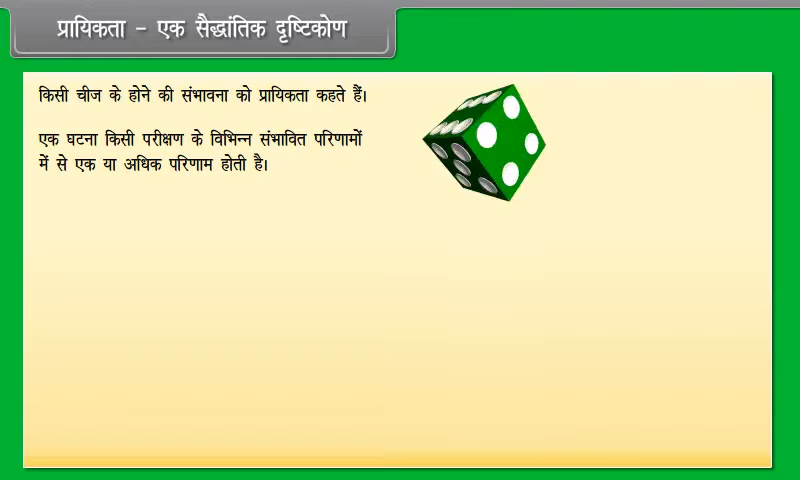 प्रायिकता - एक सैद्धांतिक दृष्टिकोण
किसी चीज के होने की संभावना को प्रायिकता कहते हैं।
एक घटना किसी परीक्षण के विभिन्न संभावित परिणामों
में से एक या अधिक परिणाम होती है।